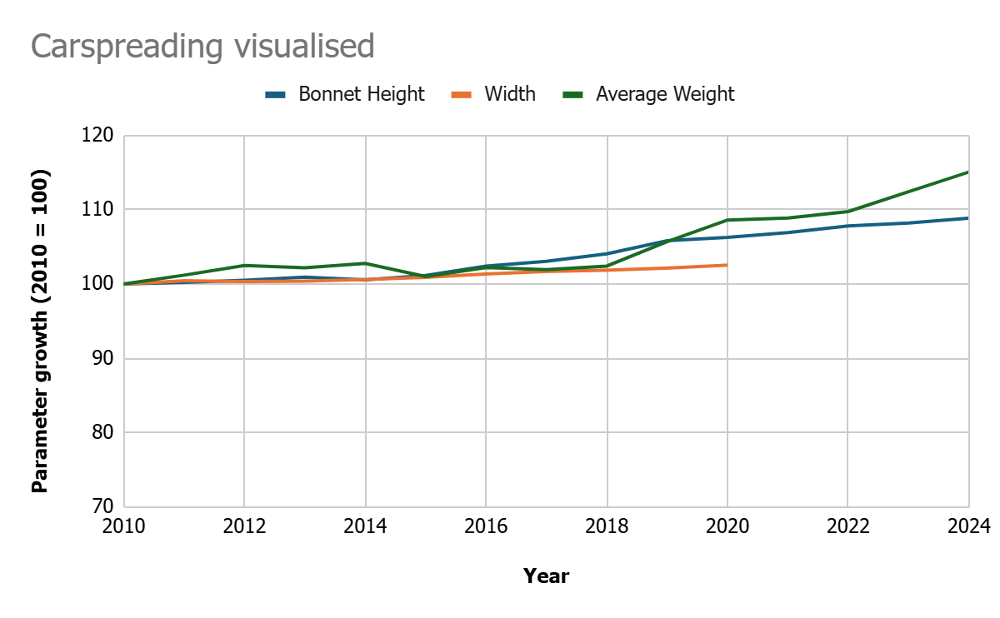 Carspreading visualised
Bonnet Height Width Average Weight
Parameter growth (2010 = 100)
120
110
100
90
80
70
2010 2012 2014 2016 2018 2020 2022 2024
Year